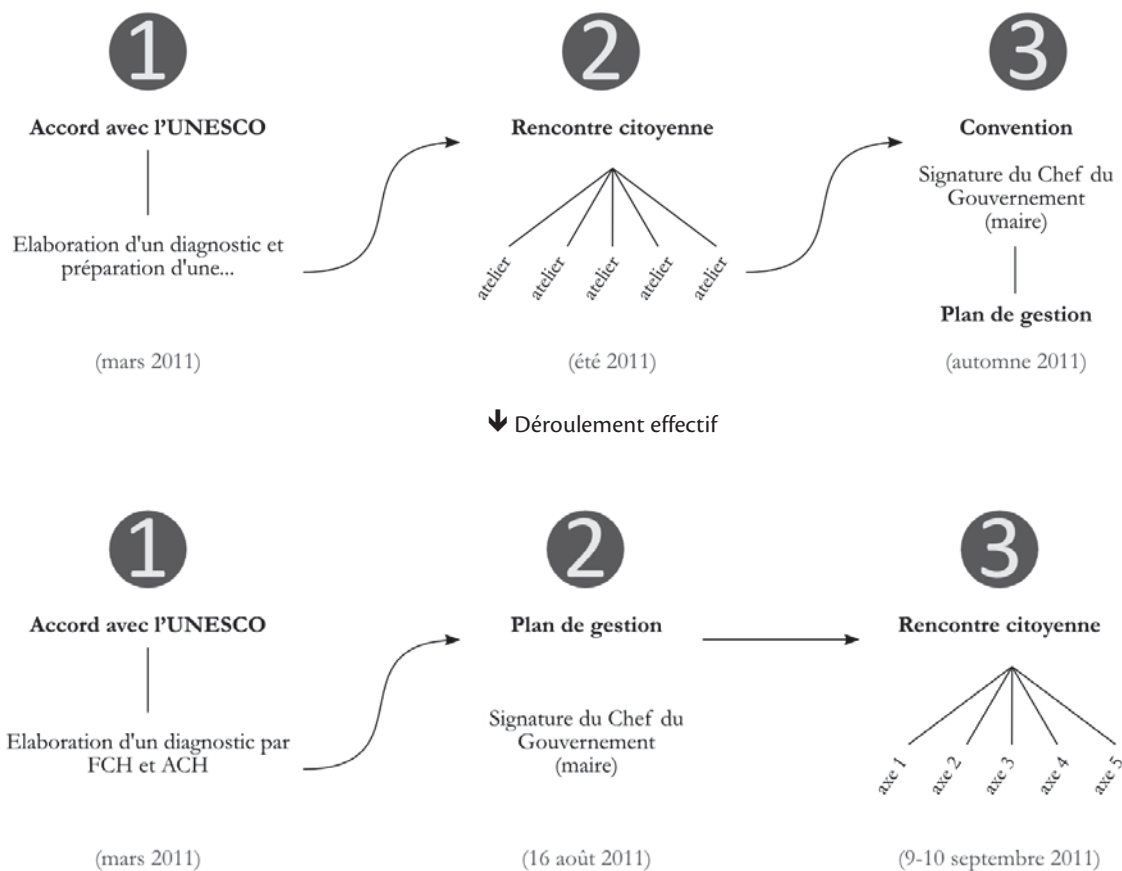 1
Accord avec l'UNESCO
Elaboration d'un diagnostic et
préparation d'une...
(mars 2011)
2
Rencontre citoyenne
atelier
atelier
atelier
atelier
atelier
(été 2011)
3
Convention
Signature du Chef du
Gouvernement
(maire)
Plan de gestion
(automne 2011)
Déroulement effectif
1
Accord avec l'UNESCO
Elaboration d'un diagnostic par
FCH et ACH
(mars 2011)
2
Plan de gestion
Signature du Chef du
Gouvernement
(maire)
(16 août 2011)
3
Rencontre citoyenne
axe 1
axe 2
axe 3
axe 4
axe 5
(9-10 septembre 2011)